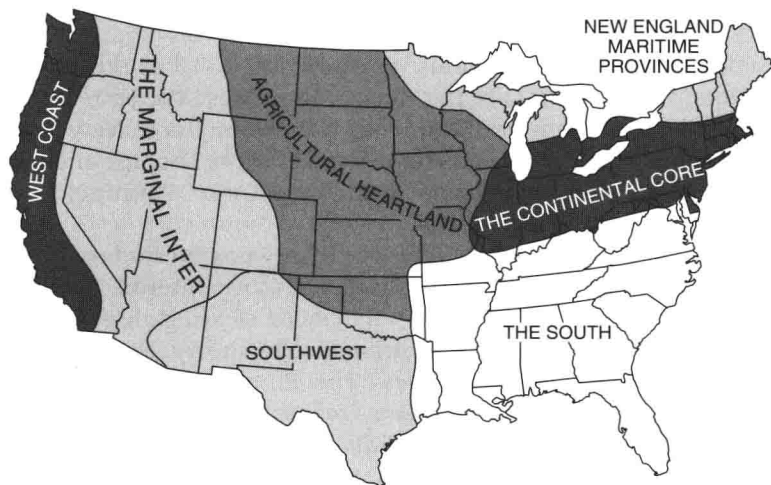 NEW ENGLAND
MARITIME
PROVINCES
WEST COAST
THE MARGINAL INTER
AGRICULTURAL HEARTLAND
THE CONTINENTAL CORE
SOUTHWEST
THE SOUTH